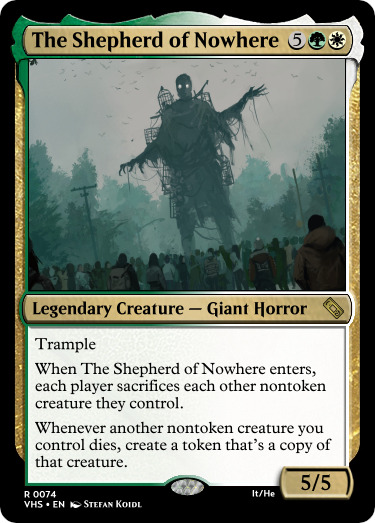 The Shepherd of Nowhere 5
Legendary Creature — Giant Horror
Trample
When The Shepherd of Nowhere enters,
each player sacrifices each other nontoken
creature they control.
Whenever another nontoken creature you
control dies, create a token that's a copy of
that creature.
5/5
R 0074
VHS • EN Stefan Koidl
It/He